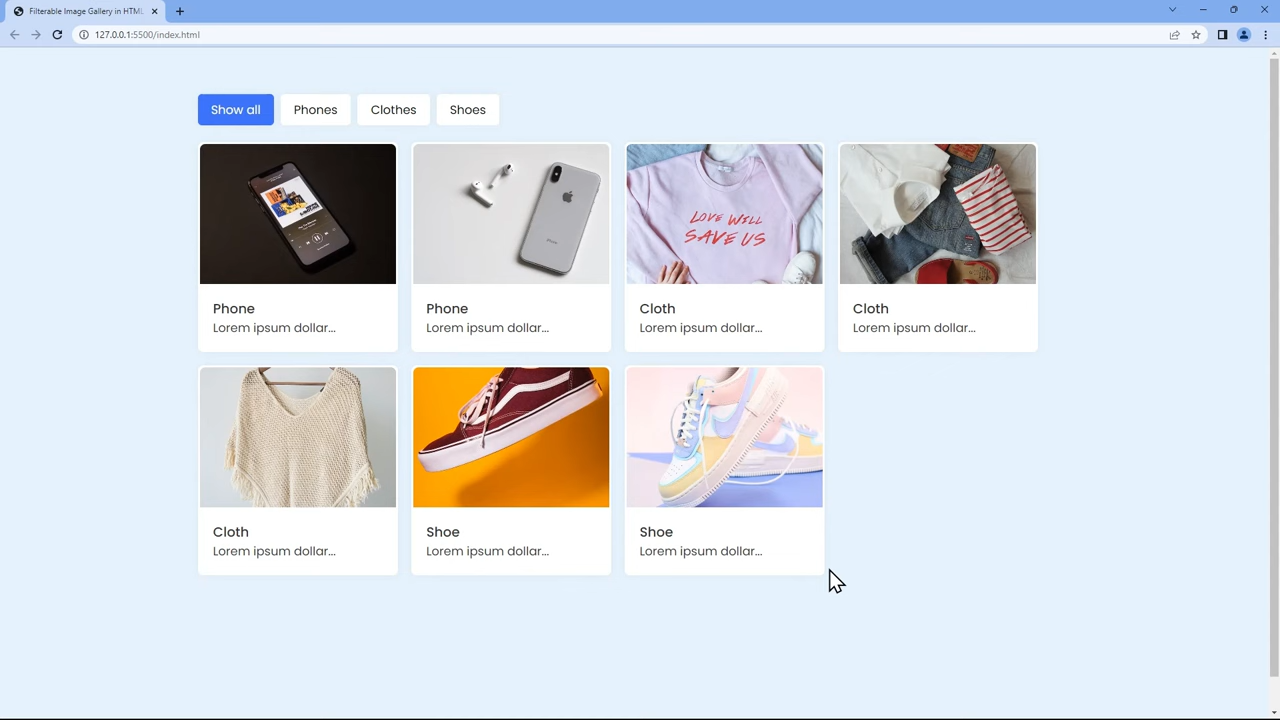 Filterable Image Gallery in HTML
127.0.0.1:5500/index.html
Show all
Phones
Clothes
Shoes
LOVE WILL
SAVE US
Phone
Lorem ipsum dollar...
Phone
Lorem ipsum dollar...
Cloth
Lorem ipsum dollar...
Cloth
Lorem ipsum dollar...
Cloth
Lorem ipsum dollar...
Shoe
Lorem ipsum dollar...
Shoe
Lorem ipsum dollar...